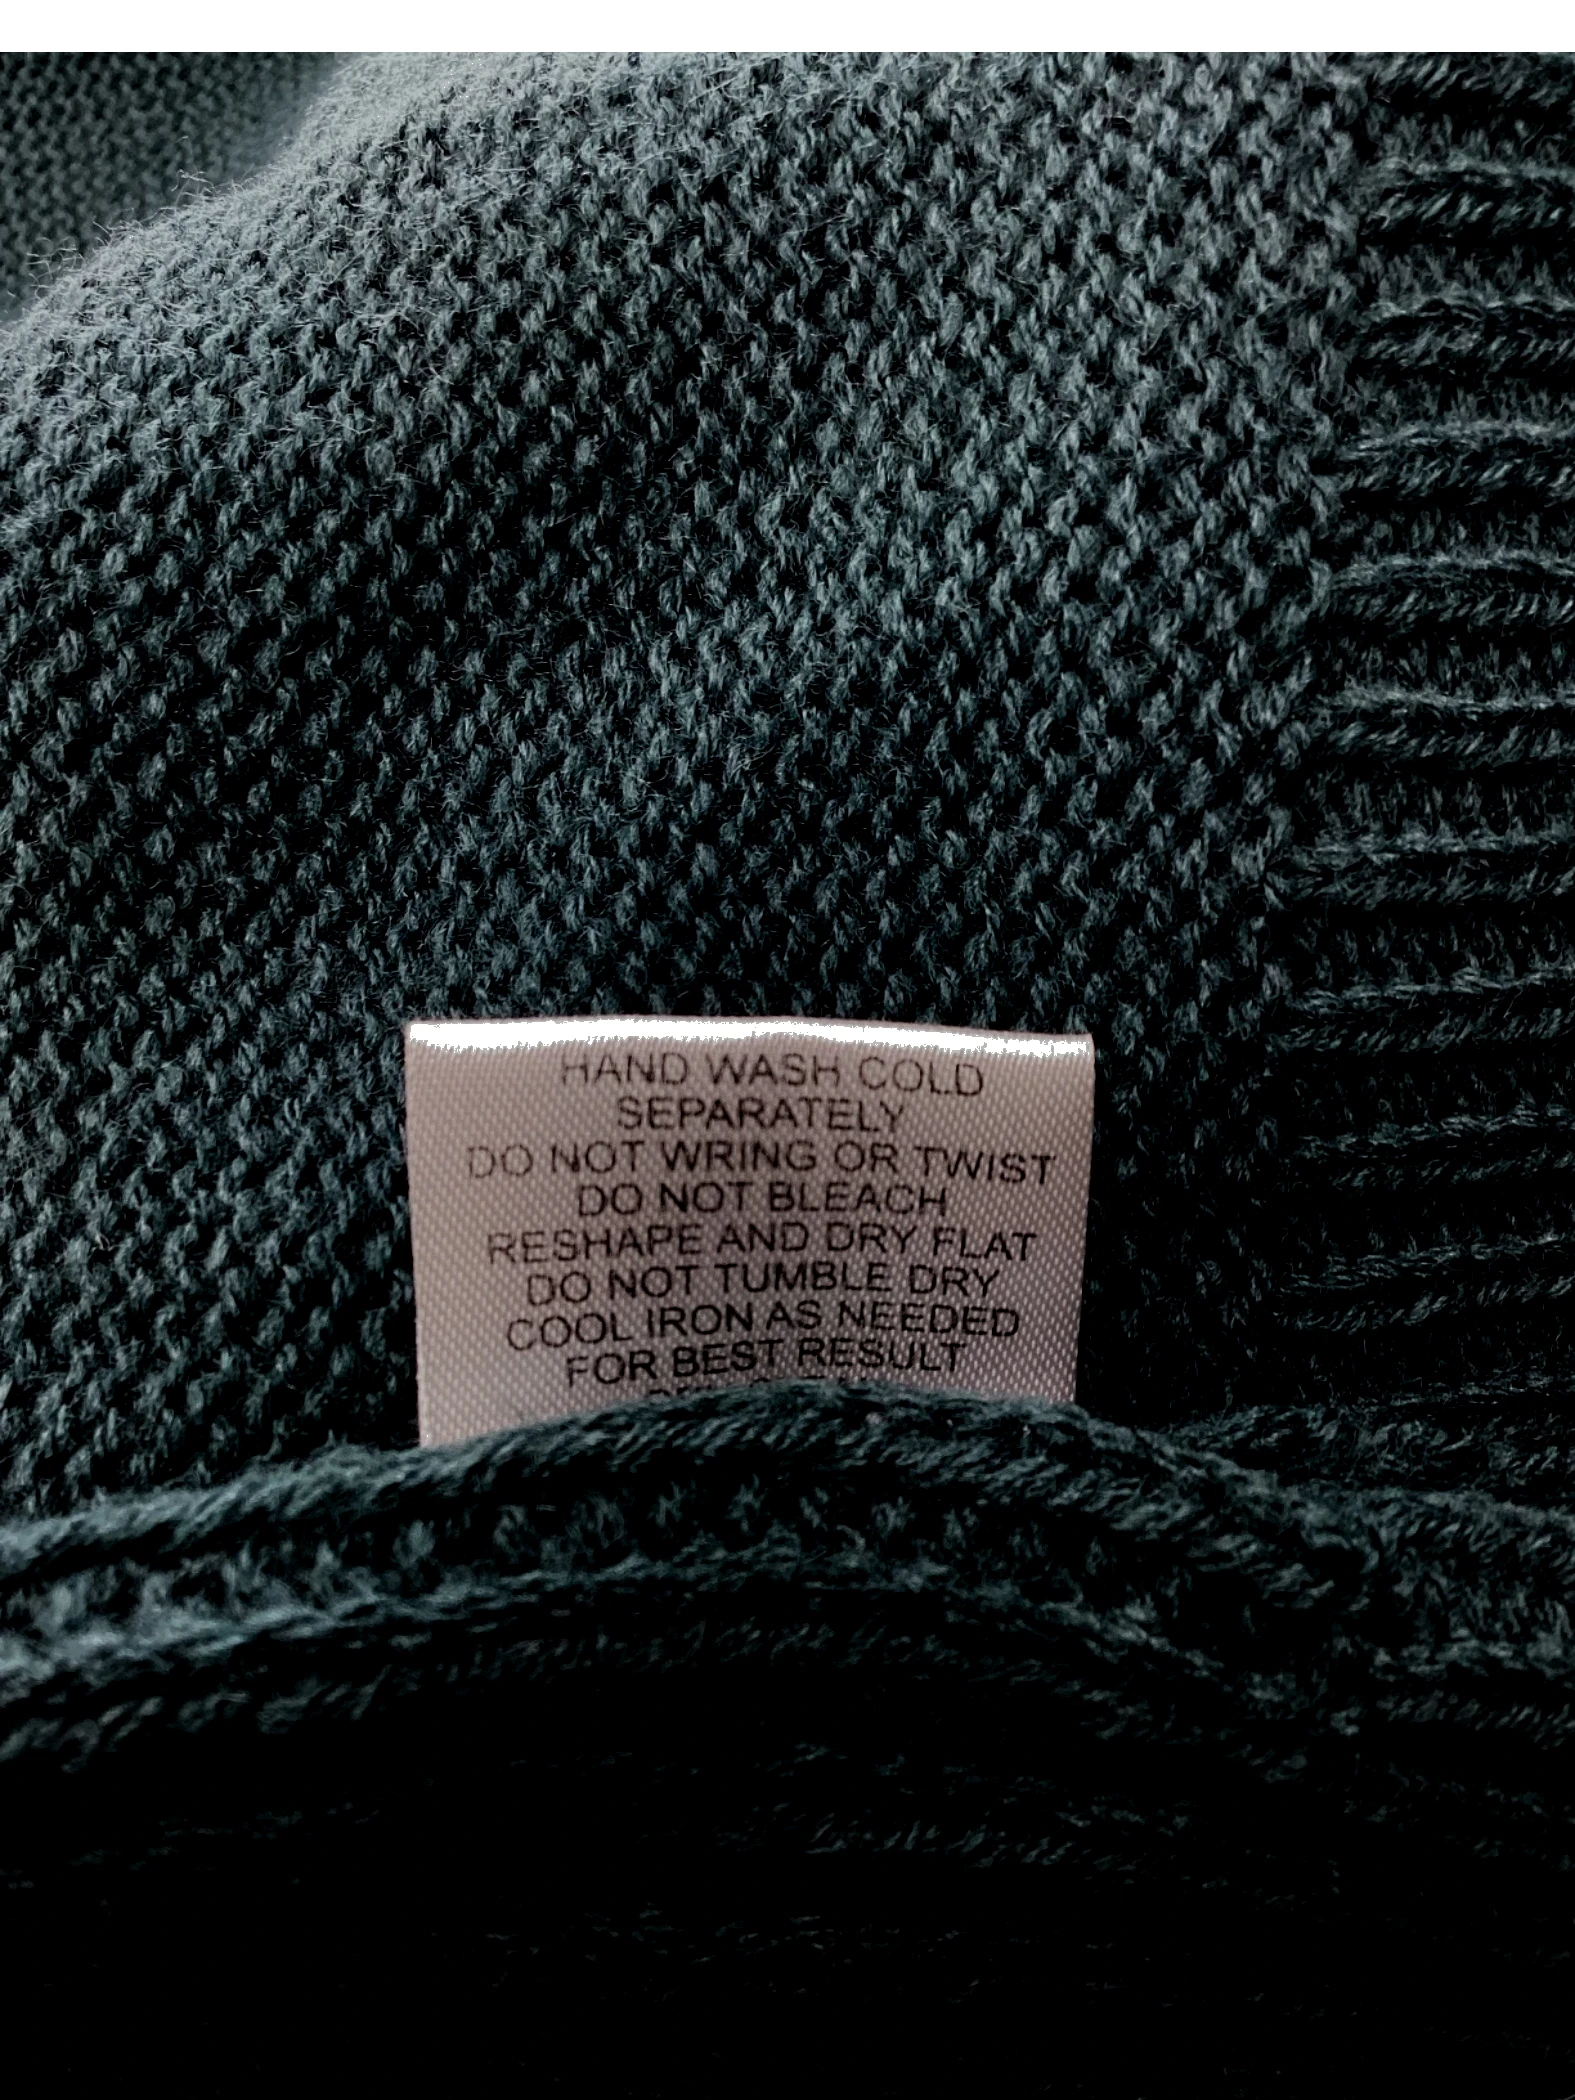 HAND WASH COLD
SEPARATELY
DO NOT WRING OR TWIST
DO NOT BLEACH
RESHAPE AND DRY FLAT
DO NOT TUMBLE DRY
COOL IRON AS NEEDED
FOR BEST RESULT